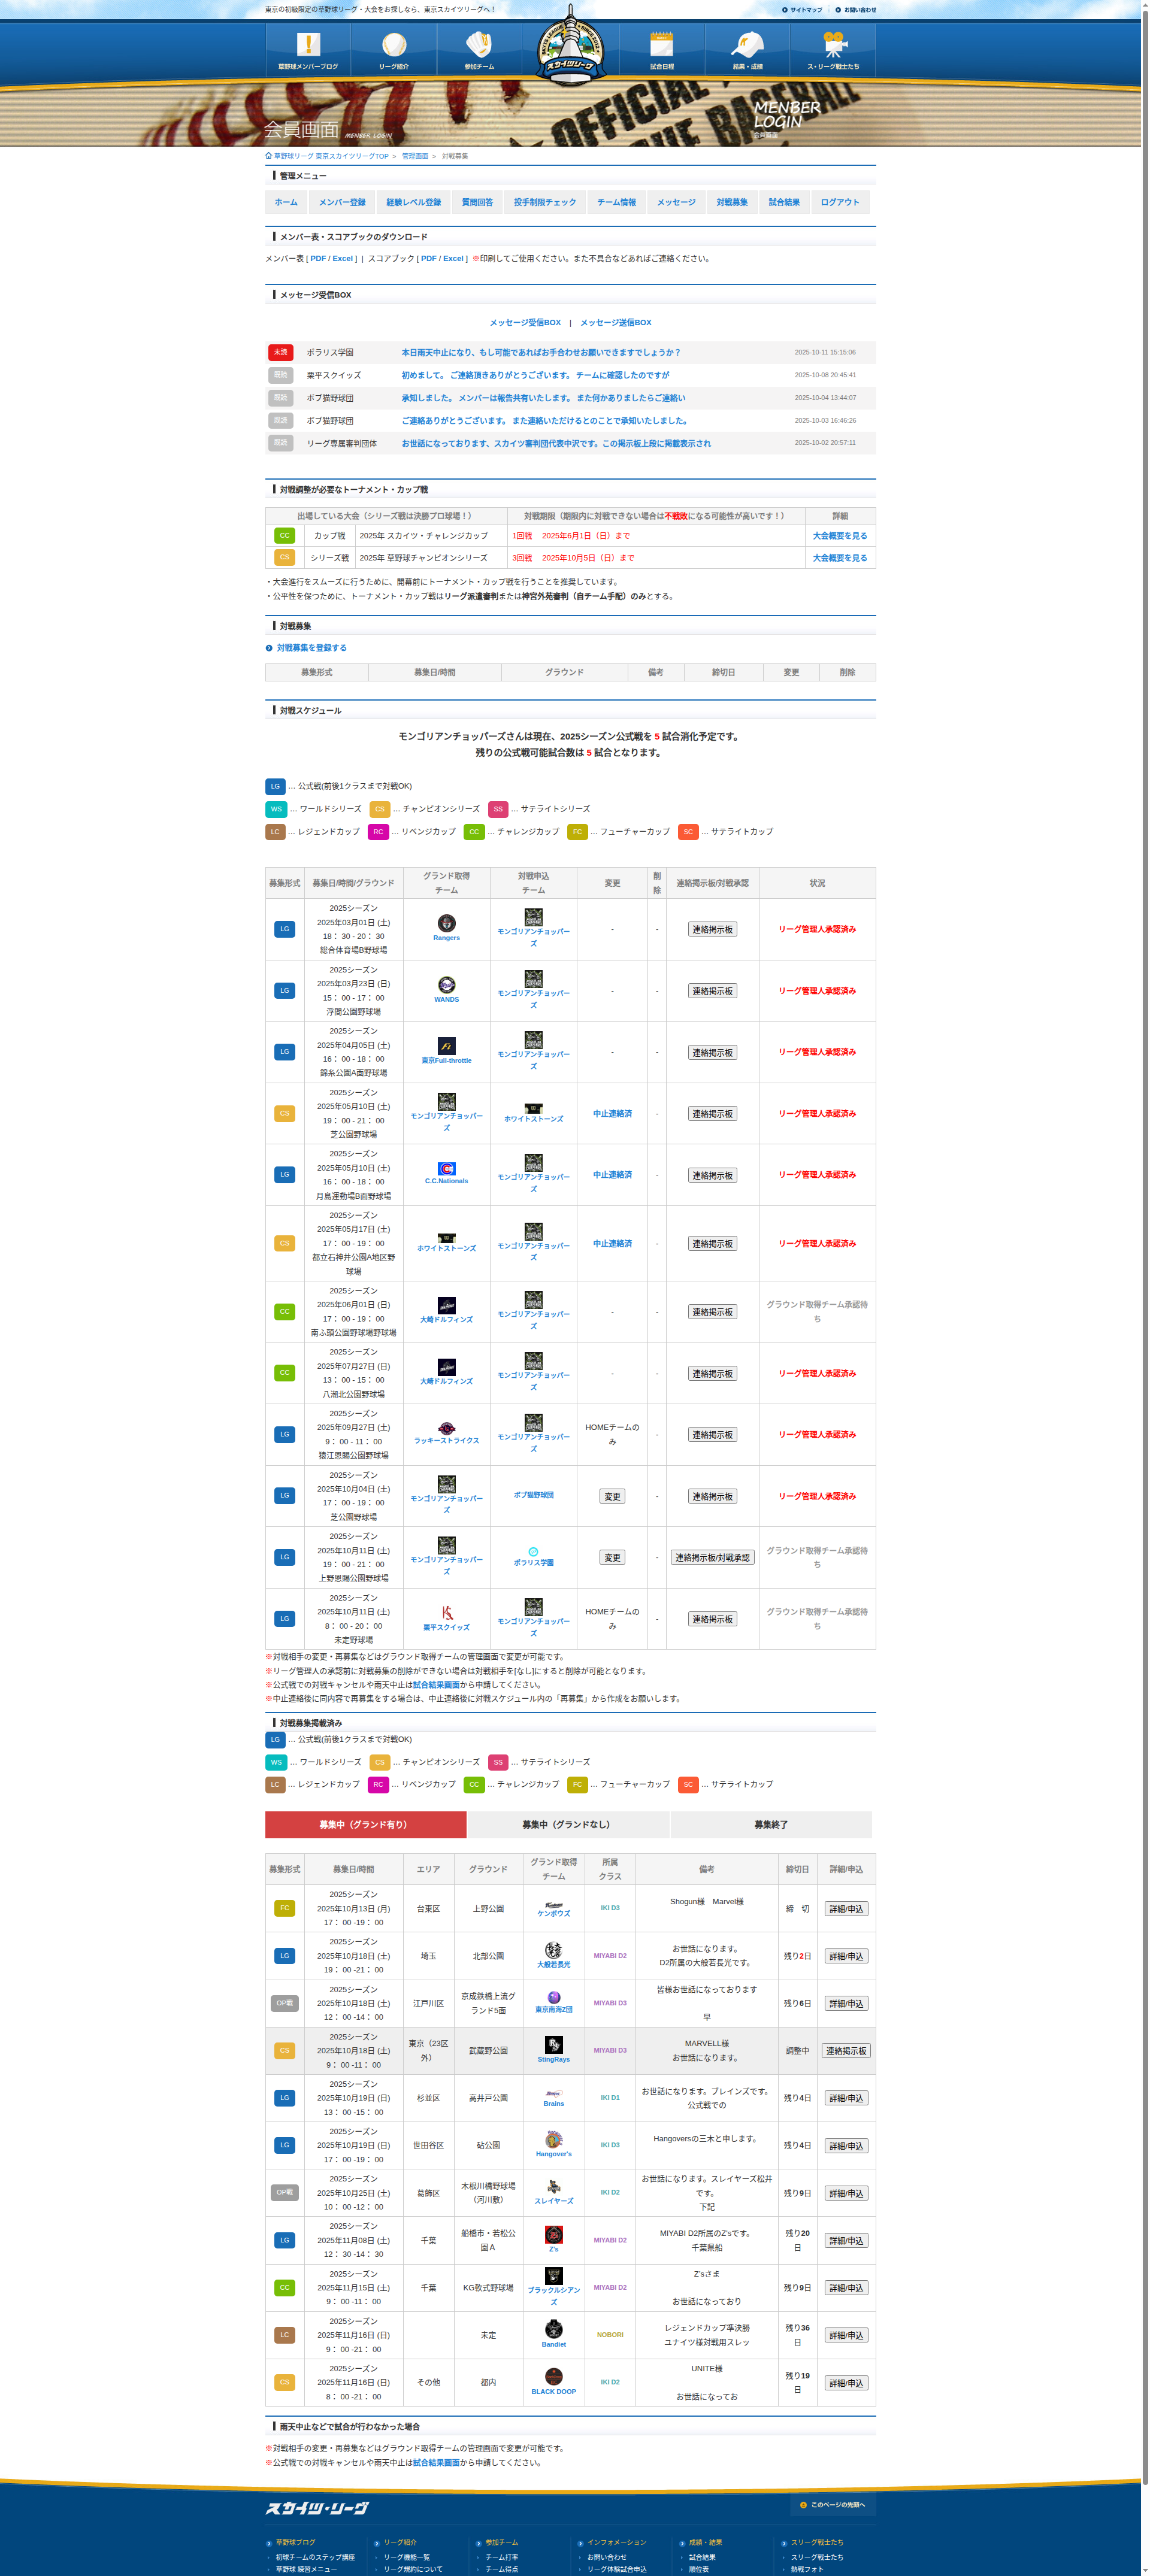 東京の初級限定の草野球リーグ・大会をお探しなら、東京スカイツリーグへ！
サイトマップ
お問い合わせ
草野球メンバーブログ
リーグ紹介
参加チーム
スカイツリーグ
試合日程
結果・成績
ス・リーグ戦士たち
会員画面 MENBER LOGIN
MENBER LOGIN
会員画面
草野球リーグ 東京スカイツリーグTOP > 管理画面 > 対戦募集
管理メニュー
ホーム メンバー登録 経験レベル登録 質問回答 投手制限チェック チーム情報 メッセージ 対戦募集 試合結果 ログアウト
メンバー表・スコアブックのダウンロード
メンバー表 [ PDF / Excel ] | スコアブック [ PDF / Excel ] ※印刷してご使用ください。また不具合などあればご連絡ください。
メッセージ受信BOX
メッセージ受信BOX | メッセージ送信BOX
未読 ポラリス学園 本日雨天中止になり、もし可能であればお手合わせお願いできますでしょうか？ 2025-10-11 15:15:06
既読 栗平スクイッズ 初めまして。 ご連絡頂きありがとうございます。 チームに確認したのですが 2025-10-08 20:45:41
既読 ボブ猫野球団 承知しました。 メンバーは報告共有いたします。 また何かありましたらご連絡い 2025-10-04 13:44:07
既読 ボブ猫野球団 ご連絡ありがとうございます。 また連絡いただけるとのことで承知いたしました。 2025-10-03 16:46:26
既読 リーグ専属審判団体 お世話になっております、スカイツ審判団代表中沢です。この掲示板上段に掲載表示され 2025-10-02 20:57:11
対戦調整が必要なトーナメント・カップ戦
出場している大会（シリーズ戦は決勝プロ球場！） 対戦期限（期限内に対戦できない場合は不戦敗になる可能性が高いです！） 詳細
CC カップ戦 2025年 スカイツ・チャレンジカップ 1回戦 2025年6月1日（日）まで 大会概要を見る
CS シリーズ戦 2025年 草野球チャンピオンシリーズ 3回戦 2025年10月5日（日）まで 大会概要を見る
・大会進行をスムーズに行うために、開幕前にトーナメント・カップ戦を行うことを推奨しています。
・公平性を保つために、トーナメント・カップ戦はリーグ派遣審判または神宮外苑審判（自チーム手配）のみとする。
対戦募集
対戦募集を登録する
募集形式 募集日/時間 グラウンド 備考 締切日 変更 削除
対戦スケジュール
モンゴリアンチョッパーズさんは現在、2025シーズン公式戦を 5 試合消化予定です。
残りの公式戦可能試合数は 5 試合となります。
LG … 公式戦(前後1クラスまで対戦OK)
WS … ワールドシリーズ CS … チャンピオンシリーズ SS … サテライトシリーズ
LC … レジェンドカップ RC … リベンジカップ CC … チャレンジカップ FC … フューチャーカップ SC … サテライトカップ
募集形式 募集日/時間/グラウンド グランド取得チーム 対戦申込チーム 変更 削除 連絡掲示板/対戦承認 状況
LG 2025シーズン 2025年03月01日 (土) 18： 30 - 20： 30 総合体育場B野球場 Rangers モンゴリアンチョッパーズ - - 連絡掲示板 リーグ管理人承認済み
LG 2025シーズン 2025年03月23日 (日) 15： 00 - 17： 00 浮間公園野球場 WANDS モンゴリアンチョッパーズ - - 連絡掲示板 リーグ管理人承認済み
LG 2025シーズン 2025年04月05日 (土) 16： 00 - 18： 00 錦糸公園A面野球場 東京Full-throttle モンゴリアンチョッパーズ - - 連絡掲示板 リーグ管理人承認済み
CS 2025シーズン 2025年05月10日 (土) 19： 00 - 21： 00 芝公園野球場 モンゴリアンチョッパーズ ホワイトストーンズ 中止連絡済 - 連絡掲示板 リーグ管理人承認済み
LG 2025シーズン 2025年05月10日 (土) 16： 00 - 18： 00 月島運動場B面野球場 C.C.Nationals モンゴリアンチョッパーズ 中止連絡済 - 連絡掲示板 リーグ管理人承認済み
CS 2025シーズン 2025年05月17日 (土) 17： 00 - 19： 00 都立石神井公園A地区野球場 ホワイトストーンズ モンゴリアンチョッパーズ 中止連絡済 - 連絡掲示板 リーグ管理人承認済み
CC 2025シーズン 2025年06月01日 (日) 17： 00 - 19： 00 南ふ頭公園野球場野球場 大崎ドルフィンズ モンゴリアンチョッパーズ - - 連絡掲示板 グラウンド取得チーム承認待ち
CC 2025シーズン 2025年07月27日 (日) 13： 00 - 15： 00 八潮北公園野球場 大崎ドルフィンズ モンゴリアンチョッパーズ - - 連絡掲示板 リーグ管理人承認済み
LG 2025シーズン 2025年09月27日 (土) 9： 00 - 11： 00 猿江恩賜公園野球場 ラッキーストライクス モンゴリアンチョッパーズ HOMEチームのみ - 連絡掲示板 リーグ管理人承認済み
LG 2025シーズン 2025年10月04日 (土) 17： 00 - 19： 00 芝公園野球場 モンゴリアンチョッパーズ ボブ猫野球団 変更 - 連絡掲示板 リーグ管理人承認済み
LG 2025シーズン 2025年10月11日 (土) 19： 00 - 21： 00 上野恩賜公園野球場 モンゴリアンチョッパーズ ポラリス学園 変更 - 連絡掲示板/対戦承認 グラウンド取得チーム承認待ち
LG 2025シーズン 2025年10月11日 (土) 8： 00 - 20： 00 未定野球場 栗平スクイッズ モンゴリアンチョッパーズ HOMEチームのみ - 連絡掲示板 グラウンド取得チーム承認待ち
※対戦相手の変更・再募集などはグラウンド取得チームの管理画面で変更が可能です。
※リーグ管理人の承認前に対戦募集の削除ができない場合は対戦相手を[なし]にすると削除が可能となります。
※公式戦での対戦キャンセルや雨天中止は試合結果画面から申請してください。
※中止連絡後に同内容で再募集をする場合は、中止連絡後に対戦スケジュール内の「再募集」から作成をお願いします。
対戦募集掲載済み
LG … 公式戦(前後1クラスまで対戦OK)
WS … ワールドシリーズ CS … チャンピオンシリーズ SS … サテライトシリーズ
LC … レジェンドカップ RC … リベンジカップ CC … チャレンジカップ FC … フューチャーカップ SC … サテライトカップ
募集中（グランド有り） 募集中（グランドなし） 募集終了
募集形式 募集日/時間 エリア グラウンド グランド取得チーム 所属クラス 備考 締切日 詳細/申込
FC 2025シーズン 2025年10月13日 (月) 17： 00 -19： 00 台東区 上野公園 ケンボウズ IKI D3 Shogun様 Marvel様 締 切 詳細/申込
LG 2025シーズン 2025年10月18日 (土) 19： 00 -21： 00 埼玉 北部公園 大般若長光 MIYABI D2 お世話になります。 D2所属の大般若長光です。 残り2日 詳細/申込
OP戦 2025シーズン 2025年10月18日 (土) 12： 00 -14： 00 江戸川区 京成鉄橋上流グランド5面 東京南海Z団 MIYABI D3 皆様お世話になっております 早 残り6日 詳細/申込
CS 2025シーズン 2025年10月18日 (土) 9： 00 -11： 00 東京（23区外） 武蔵野公園 StingRays MIYABI D3 MARVELL様 お世話になります。 調整中 連絡掲示板
LG 2025シーズン 2025年10月19日 (日) 13： 00 -15： 00 杉並区 高井戸公園 Brains IKI D1 お世話になります。ブレインズです。 公式戦での 残り4日 詳細/申込
LG 2025シーズン 2025年10月19日 (日) 17： 00 -19： 00 世田谷区 砧公園 Hangover's IKI D3 Hangoversの三木と申します。 残り4日 詳細/申込
OP戦 2025シーズン 2025年10月25日 (土) 10： 00 -12： 00 葛飾区 木根川橋野球場（河川敷） スレイヤーズ IKI D2 お世話になります。スレイヤーズ松井です。 下記 残り9日 詳細/申込
LG 2025シーズン 2025年11月08日 (土) 12： 30 -14： 30 千葉 船橋市・若松公園Ａ Z's MIYABI D2 MIYABI D2所属のZ'sです。 千葉県船 残り20日 詳細/申込
CC 2025シーズン 2025年11月15日 (土) 9： 00 -11： 00 千葉 KG軟式野球場 ブラックルシアンズ MIYABI D2 Z'sさま お世話になっており 残り9日 詳細/申込
LC 2025シーズン 2025年11月16日 (日) 9： 00 -21： 00 未定 Bandiet NOBORI レジェンドカップ準決勝 ユナイツ様対戦用スレッ 残り36日 詳細/申込
CS 2025シーズン 2025年11月16日 (日) 8： 00 -21： 00 その他 都内 BLACK DOOP IKI D2 UNITE様 お世話になってお 残り19日 詳細/申込
雨天中止などで試合が行わなかった場合
※対戦相手の変更・再募集などはグラウンド取得チームの管理画面で変更が可能です。
※公式戦での対戦キャンセルや雨天中止は試合結果画面から申請してください。
スカイツ・リーグ
このページの先頭へ
草野球ブログ リーグ紹介 参加チーム インフォメーション 成績・結果 スリーグ戦士たち
初球チームのステップ講座 リーグ機能一覧 チーム打率 お問い合わせ 試合結果 スリーグ戦士たち
草野球 練習メニュー リーグ規約について チーム得点 リーグ体験試合申込 順位表 熱戦フォト